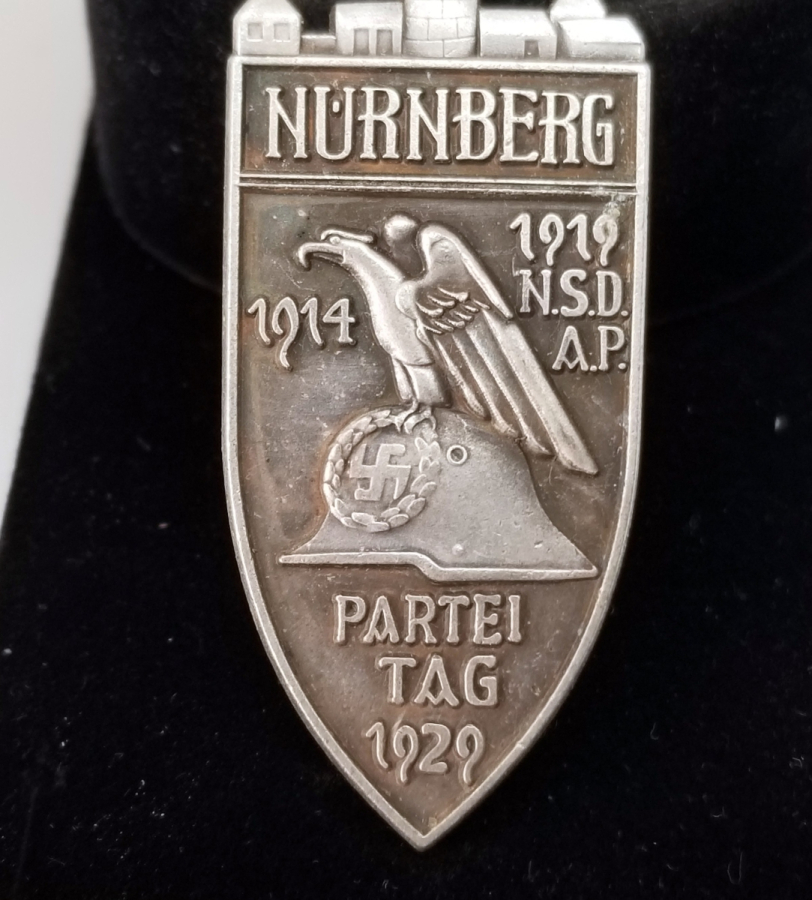 NÜRNBERG
1919
N.S.D.
A.P.
1914
PARTEI
TAG
1929